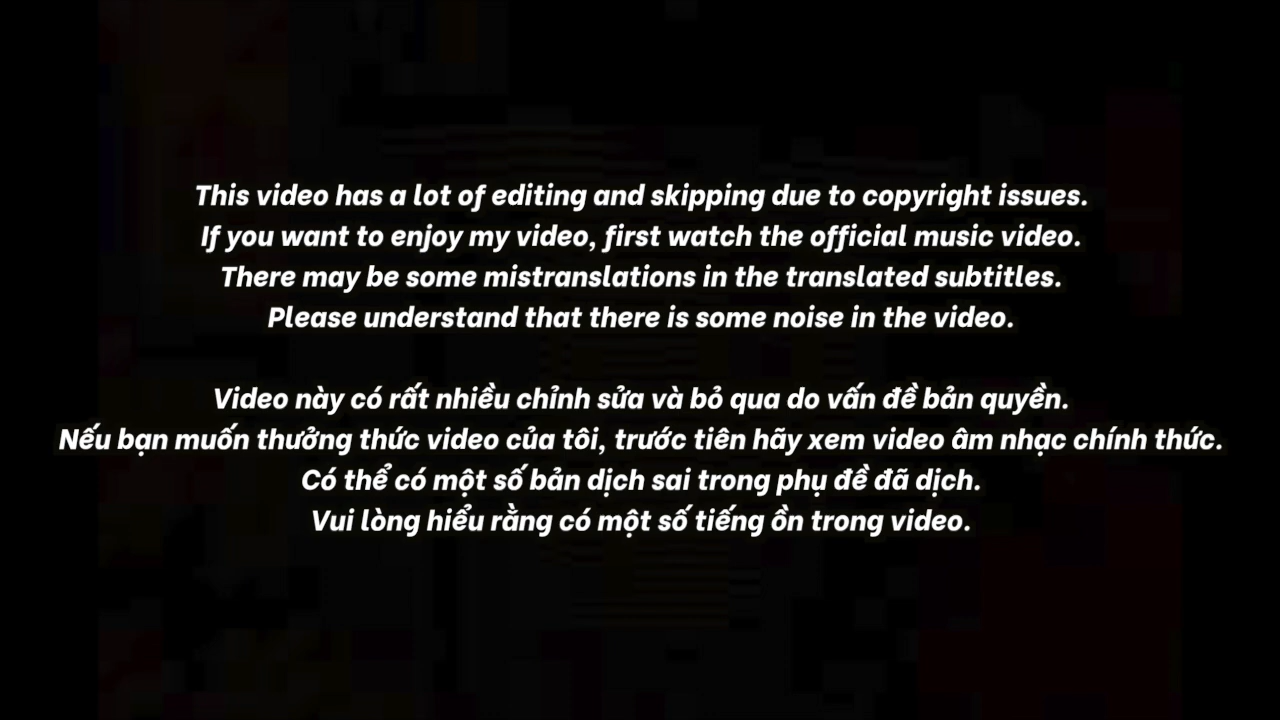 This video has a lot of editing and skipping due to copyright issues.
If you want to enjoy my video, first watch the official music video.
There may be some mistranslations in the translated subtitles.
Please understand that there is some noise in the video.
Video này có rất nhiều chỉnh sửa và bỏ qua do vấn đề bản quyền.
Nếu bạn muốn thưởng thức video của tôi, trước tiên hãy xem video âm nhạc chính thức.
Có thể có một số bản dịch sai trong phụ đề đã dịch.
Vui lòng hiểu rằng có một số tiếng ồn trong video.